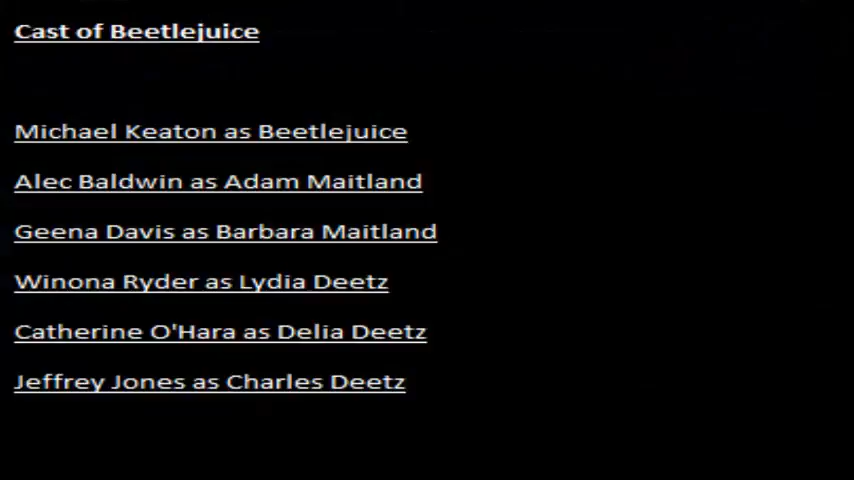 Cast of Beetlejuice
Michael Keaton as Beetlejuice
Alec Baldwin as Adam Maitland
Geena Davis as Barbara Maitland
Winona Ryder as Lydia Deetz
Catherine O'Hara as Delia Deetz
Jeffrey Jones as Charles Deetz